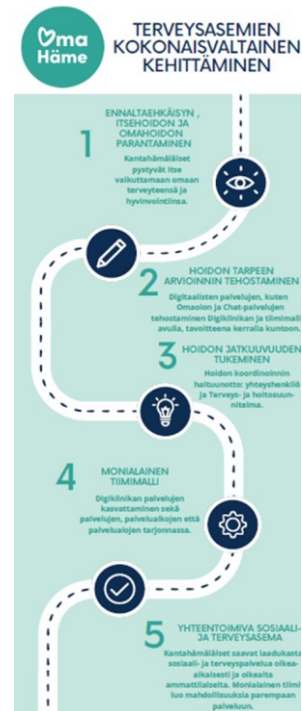 Oma
Häme
TERVEYSASEMIEN
KOKONAISVALTAINEN
KEHITTÄMINEN
1
ENNALTAEHKÄISYN ,
ITSEHOIDON JA
OMAHOIDON
PARANTAMINEN
Kantahämäläiset
pystyvät itse
vaikuttamaan omaan
terveyteensä ja
hyvinvointiinsa.
2
HOIDON TARPEEN
ARVIOINNIN TEHOSTAMINEN
Digitaalisten palvelujen, kuten
Omaolon ja Chat-palvelujen
tehostaminen Digiklinikan ja tiimimalli
avulla, tavoitteena kerralla kuntoon.
3
HOIDON JATKUVUUDEN
TUKEMINEN
Hoidon koordinoinnin
haltuunotto: yhteyshenkilö
ja Terveys- ja hoitosuun-
nitelma.
4
MONIALAINEN
TIIMIMALLI
Digiklinikan palvelujen
kasvattaminen sekä
palvelujen, palveluaikojen että
palvelualojen tarjonnassa.
5
YHTEENTOIMIVA SOSIAALI-
JA TERVEYSASEMA
Kantahämäläiset saavat laadukasta
sosiaali- ja terveyspalvelua oikea-
aikaisesti ja oikealta
ammattilaiselta. Monialainen tiimi
luo mahdollisuuksia parempaan
palveluun.